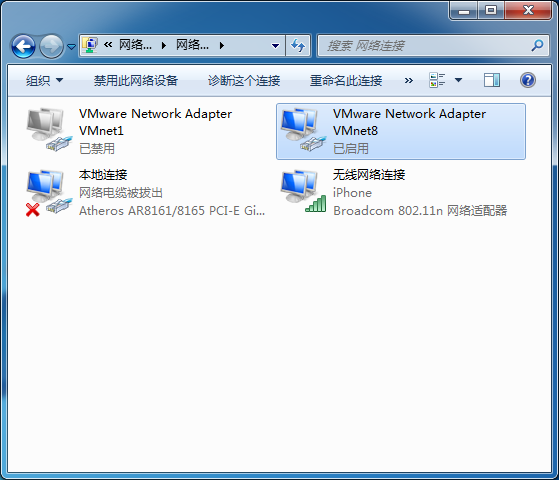 « 网络... ▸ 网络... ▸
搜索 网络连接
组织 禁用此网络设备 诊断这个连接 重命名此连接 »
VMware Network Adapter
VMnet1
已禁用
VMware Network Adapter
VMnet8
已启用
本地连接
网络电缆被拔出
Atheros AR8161/8165 PCI-E Gi...
无线网络连接
iPhone
Broadcom 802.11n 网络适配器